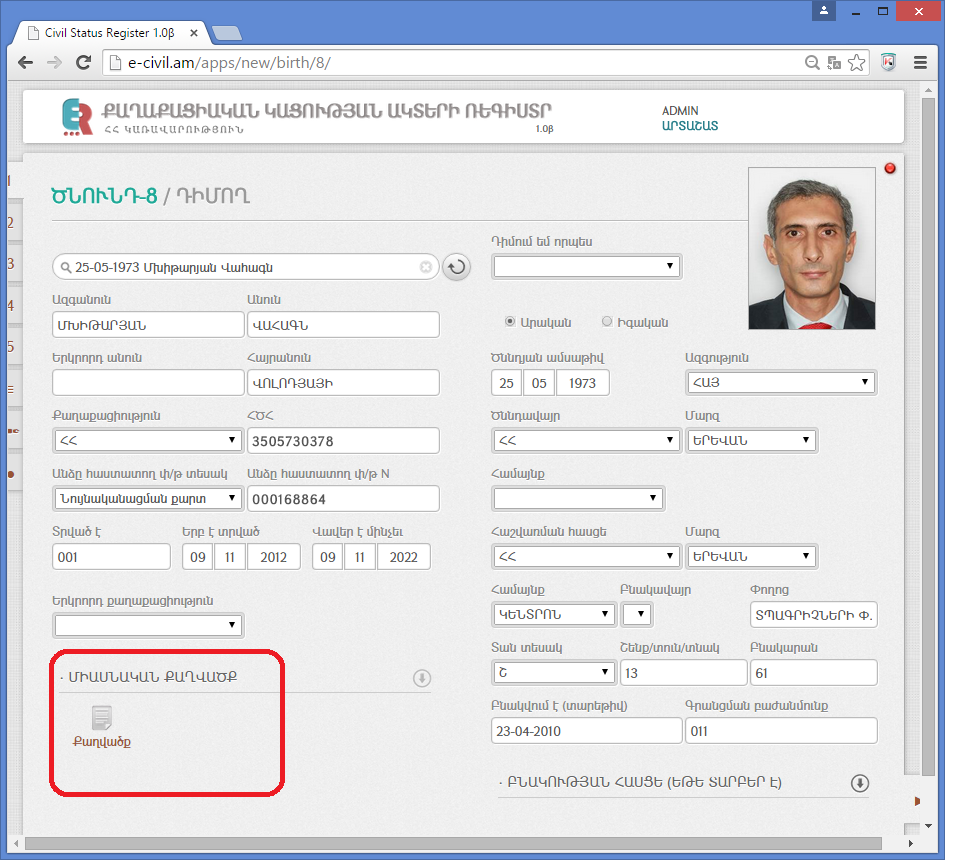 Civil Status Register 1.0β
e-civil.am/apps/new/birth/8/
ՔԱՂԱՔԱՑԻԱԿԱՆ ԿԱՑՈՒԹՅԱՆ ԱԿՏԵՐԻ ՌԵԳԻՍՏՐ
ՀՀ ԿԱՌԱՎԱՐՈՒԹՅՈՒՆ 1.0β
ADMIN
ԱՐՏԱՇԱՏ
1
2
3
4
5
ԾՆՈՒՆԴ-8 / ԴԻՄՈՂ
25-05-1973 Մխիթարյան Վահագն
Ազգանուն Անուն
ՄԽԻԹԱՐՅԱՆ ՎԱՀԱԳՆ
Երկրորդ անուն Հայրանուն
ՎՈԼՈԴՅԱՅԻ
Քաղաքացիություն ՀԾՀ
ՀՀ 3505730378
Անձը հաստատող փ/թ տեսակ Անձը հաստատող փ/թ N
Նույնականացման քարտ 000168864
Տրված է Երբ է տրված Վավեր է մինչեւ
001 09 11 2012 09 11 2022
Երկրորդ քաղաքացիություն
· ՄԻԱՍՆԱԿԱՆ ՔԱՂՎԱԾՔ
Քաղվածք
Դիմում եմ որպես
Արական Իգական
Ծննդյան ամսաթիվ Ազգություն
25 05 1973 ՀԱՅ
Ծննդավայր Մարզ
ՀՀ ԵՐԵՎԱՆ
Համայնք
Հաշվառման հասցե Մարզ
ՀՀ ԵՐԵՎԱՆ
Համայնք Բնակավայր Փողոց
ԿԵՆՏՐՈՆ ՏՊԱԳՐԻՉՆԵՐԻ Փ.
Տան տեսակ Շենք/տուն/տնակ Բնակարան
Շ 13 61
Բնակվում է (տարեթիվ) Գրանցման բաժանմունք
23-04-2010 011
· ԲՆԱԿՈՒԹՅԱՆ ՀԱՍՑԵ (ԵԹԵ ՏԱՐԲԵՐ Է)